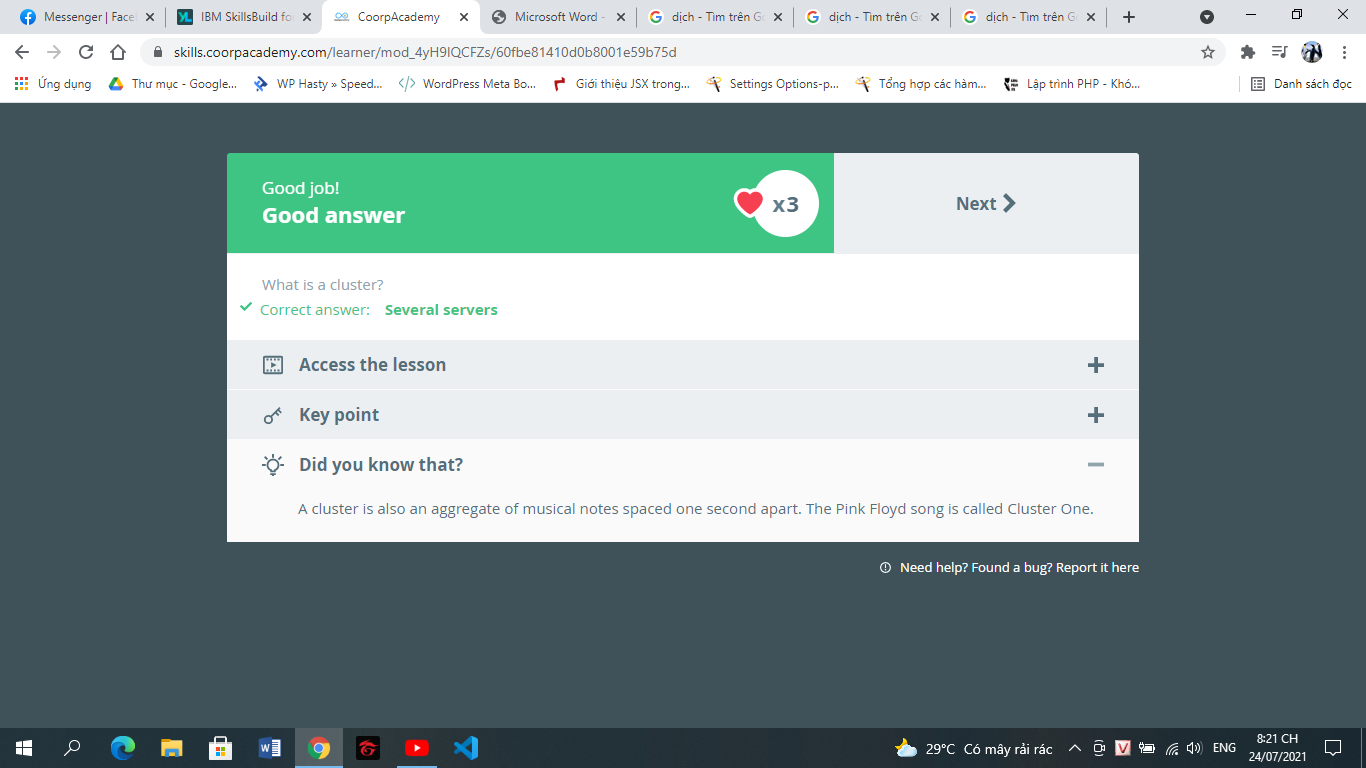 Messenger | Face
IBM SkillsBuild fo
CoorpAcademy
Microsoft Word -
dịch - Tìm trên Go
dịch - Tìm trên Go
dịch - Tìm trên Go
skills.coorpacademy.com/learner/mod_4yH9IQCFZs/60fbe81410d0b8001e59b75d
Ứng dụng
Thư mục - Google...
WP Hasty » Speed...
WordPress Meta Bo...
Giới thiệu JSX trong...
Settings Options-p...
Tổng hợp các hàm...
Lập trình PHP - Khó...
Danh sách đọc
Good job!
Good answer
x3
Next
What is a cluster?
Correct answer: Several servers
Access the lesson
Key point
Did you know that?
A cluster is also an aggregate of musical notes spaced one second apart. The Pink Floyd song is called Cluster One.
Need help? Found a bug? Report it here
29°C Có mây rải rác
ENG
8:21 CH
24/07/2021